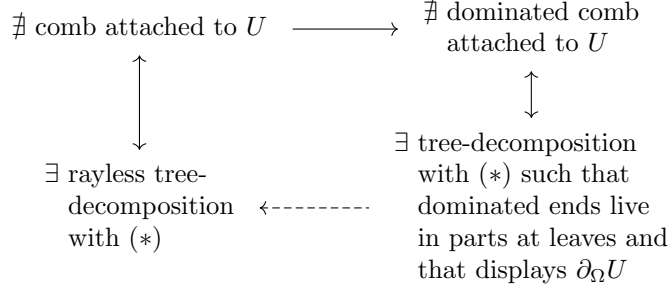 ∄ comb attached to U
∄ dominated comb
attached to U
∃ rayless tree-
decomposition
with (∗)
∃ tree-decomposition
with (∗) such that
dominated ends live
in parts at leaves and
that displays ∂_Ω U